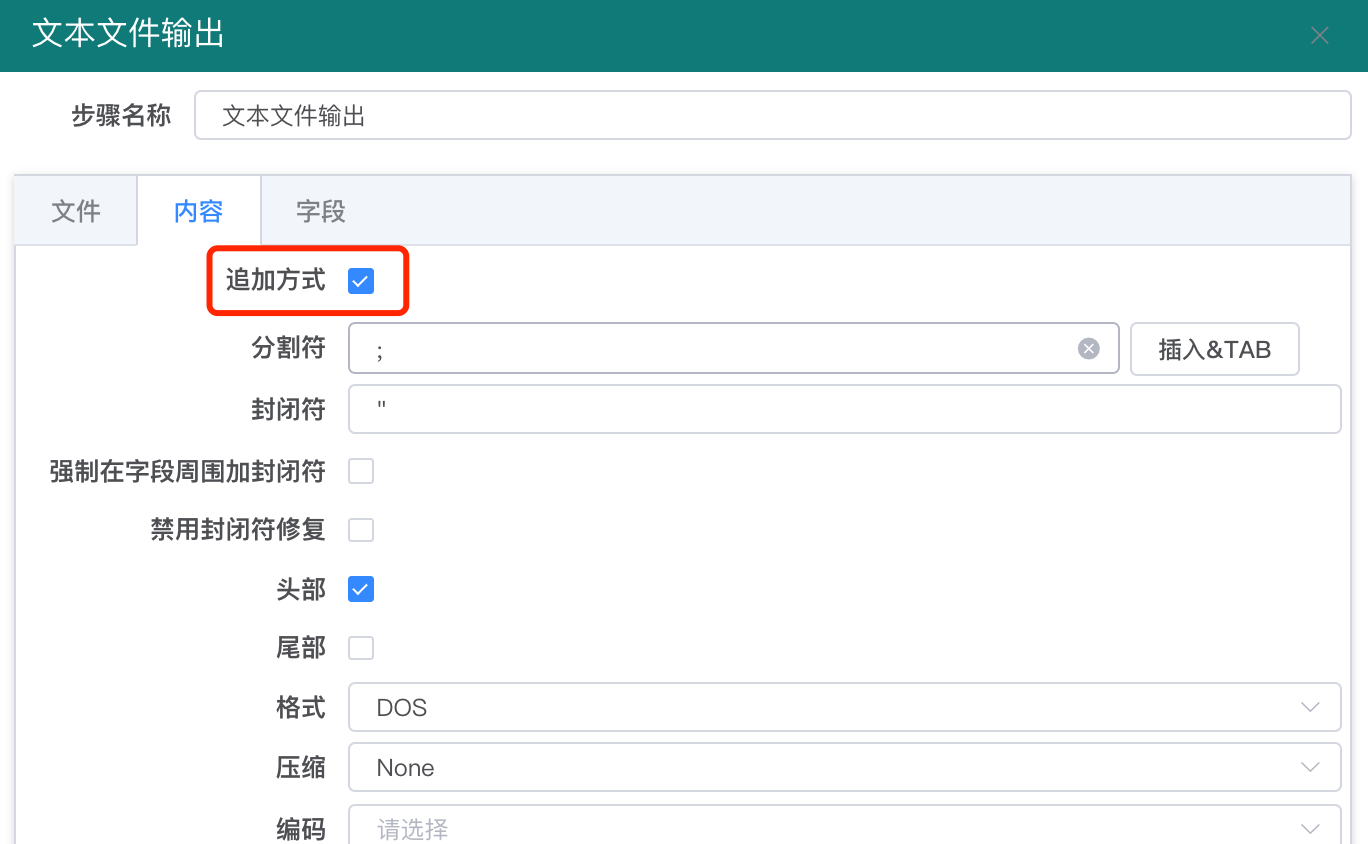 文本文件输出
步骤名称 文本文件输出
文件 内容 字段
追加方式
分割符 ; 插入&TAB
封闭符 "
强制在字段周围加封闭符
禁用封闭符修复
头部
尾部
格式 DOS
压缩 None
编码 请选择